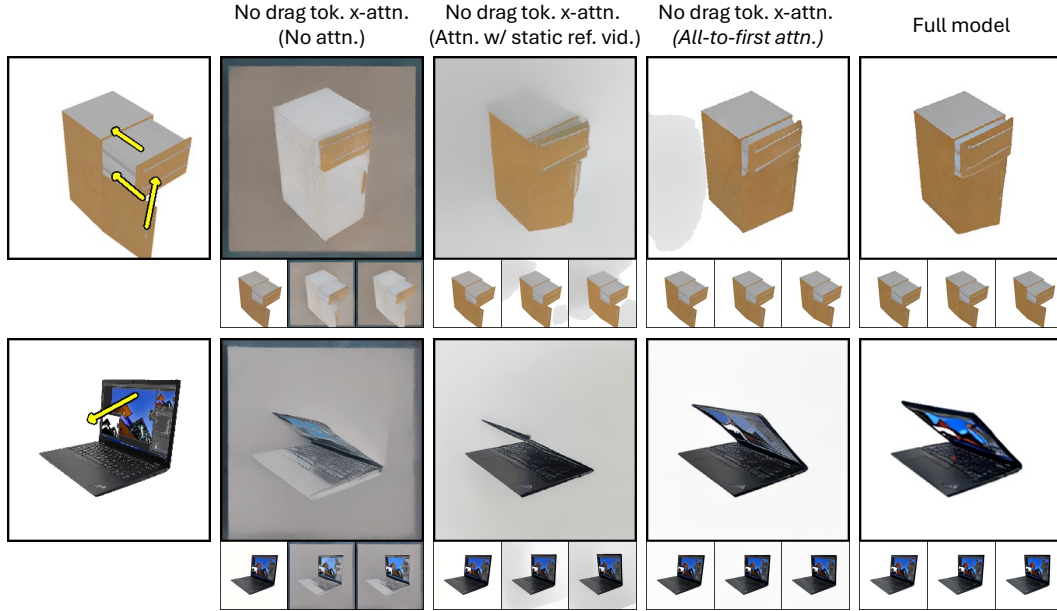 No drag tok. x-attn.
(No attn.)
No drag tok. x-attn.
(Attn. w/ static ref. vid.)
No drag tok. x-attn.
(All-to-first attn.)
Full model